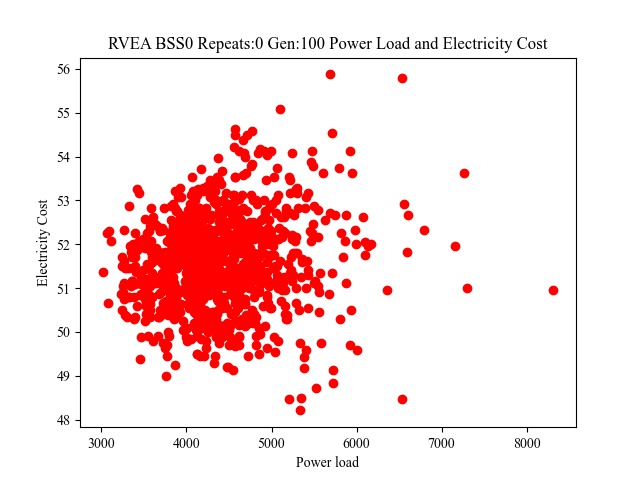 RVEA BSS0 Repeats:0 Gen:100 Power Load and Electricity Cost
56
55
54
53
52
51
50
49
48
Electricity Cost
3000 4000 5000 6000 7000 8000
Power load